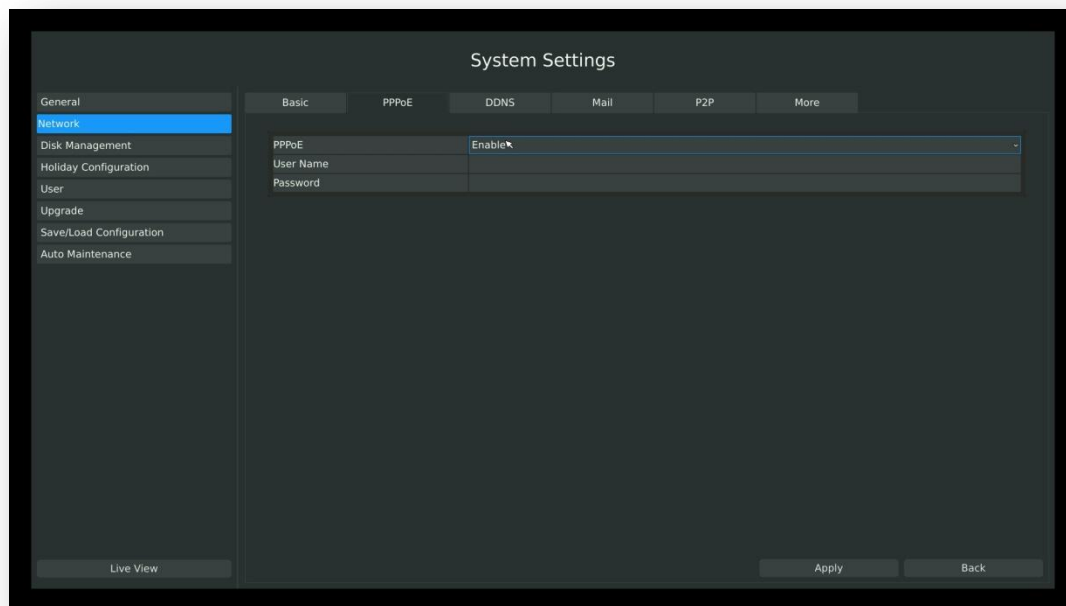 System Settings
General
Network
Disk Management
Holiday Configuration
User
Upgrade
Save/Load Configuration
Auto Maintenance
Live View
Basic PPPoE DDNS Mail P2P More
PPPoE Enable
User Name
Password
Apply Back